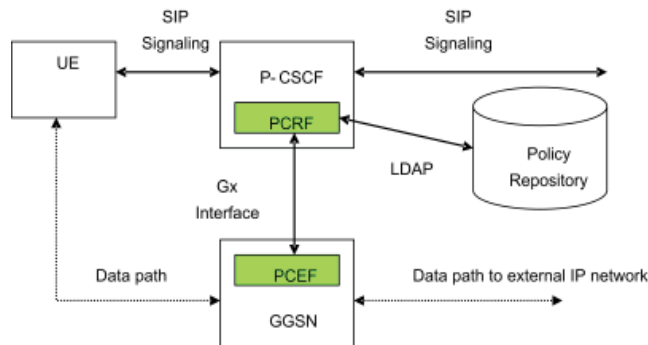 SIP
Signaling
SIP
Signaling
UE
P- CSCF
PCRF
LDAP
Policy
Repository
Gx
Interface
Data path
PCEF
GGSN
Data path to external IP network